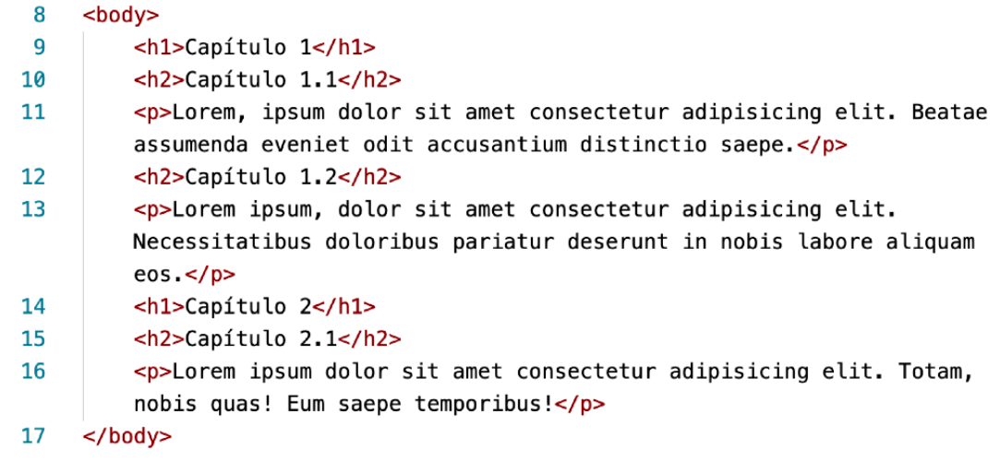 8 <body>
9 <h1>Capítulo 1</h1>
10 <h2>Capítulo 1.1</h2>
11 <p>Lorem, ipsum dolor sit amet consectetur adipisicing elit. Beatae
assumenda eveniet odit accusantium distinctio saepe.</p>
12 <h2>Capítulo 1.2</h2>
13 <p>Lorem ipsum, dolor sit amet consectetur adipisicing elit.
Necessitatibus doloribus pariatur deserunt in nobis labore aliquam
eos.</p>
14 <h1>Capítulo 2</h1>
15 <h2>Capítulo 2.1</h2>
16 <p>Lorem ipsum dolor sit amet consectetur adipisicing elit. Totam,
nobis quas! Eum saepe temporibus!</p>
17 </body>